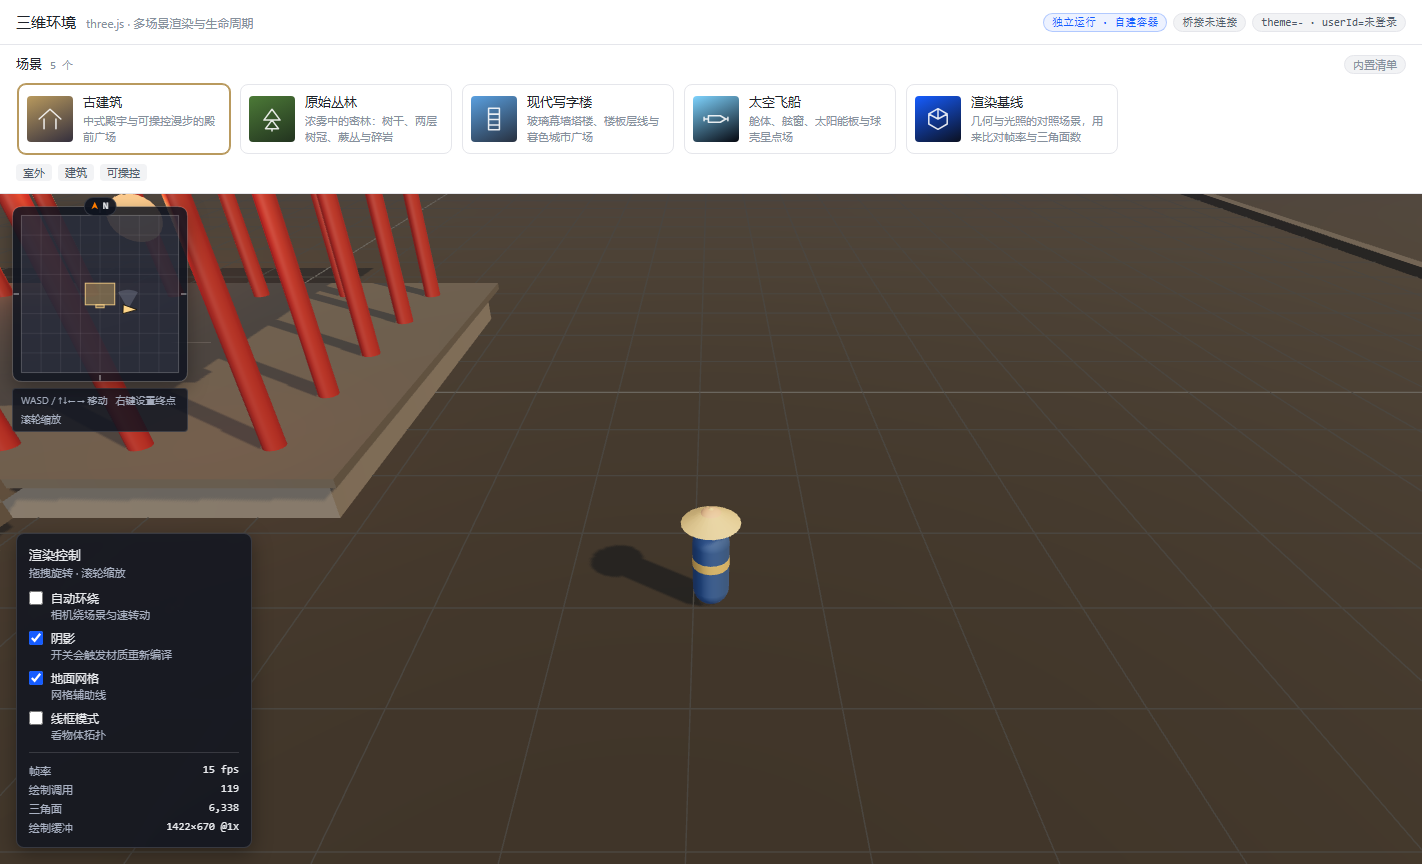 三维环境 three.js · 多场景渲染与生命周期
独立运行 · 自建容器 桥接未连接 theme=- · userId=未登录
场景 5 个
内置清单
古建筑
中式殿宇与可操控漫步的殿
前广场
原始丛林
浓雾中的密林：树干、两层
树冠、蕨丛与碎岩
现代写字楼
玻璃幕墙塔楼、楼板层线与
暮色城市广场
太空飞船
舱体、舷窗、太阳能板与球
壳星点场
渲染基线
几何与光照的对照场景，用
来比对帧率与三角面数
室外 建筑 可操控
N
WASD / ↑↓←→ 移动 右键设置终点
滚轮缩放
渲染控制
拖拽旋转 · 滚轮缩放
自动环绕
相机绕场景匀速转动
阴影
开关会触发材质重新编译
地面网格
网格辅助线
线框模式
看物体拓扑
帧率 15 fps
绘制调用 119
三角面 6,338
绘制缓冲 1422×670 @1x